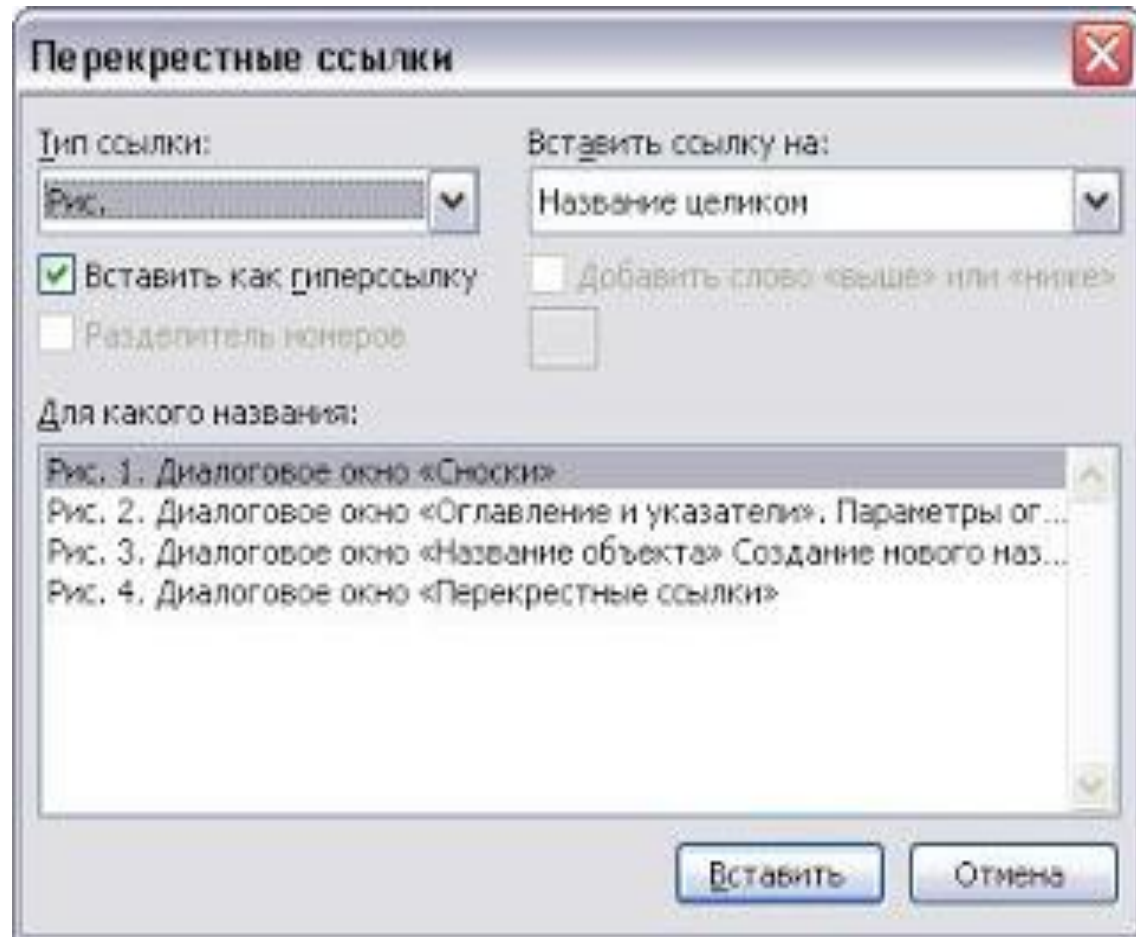 Перекрестные ссылки
Тип ссылки:
Вставить ссылку на:
Рис.
Название целиком
Вставить как гиперссылку
Добавить слово «выше» или «ниже»
Разделитель номеров
Для какого названия:
Рис. 1. Диалоговое окно «Сноски»
Рис. 2. Диалоговое окно «Оглавление и указатели». Параметры ог...
Рис. 3. Диалоговое окно «Название объекта» Создание нового наз...
Рис. 4. Диалоговое окно «Перекрестные ссылки»
Вставить
Отмена